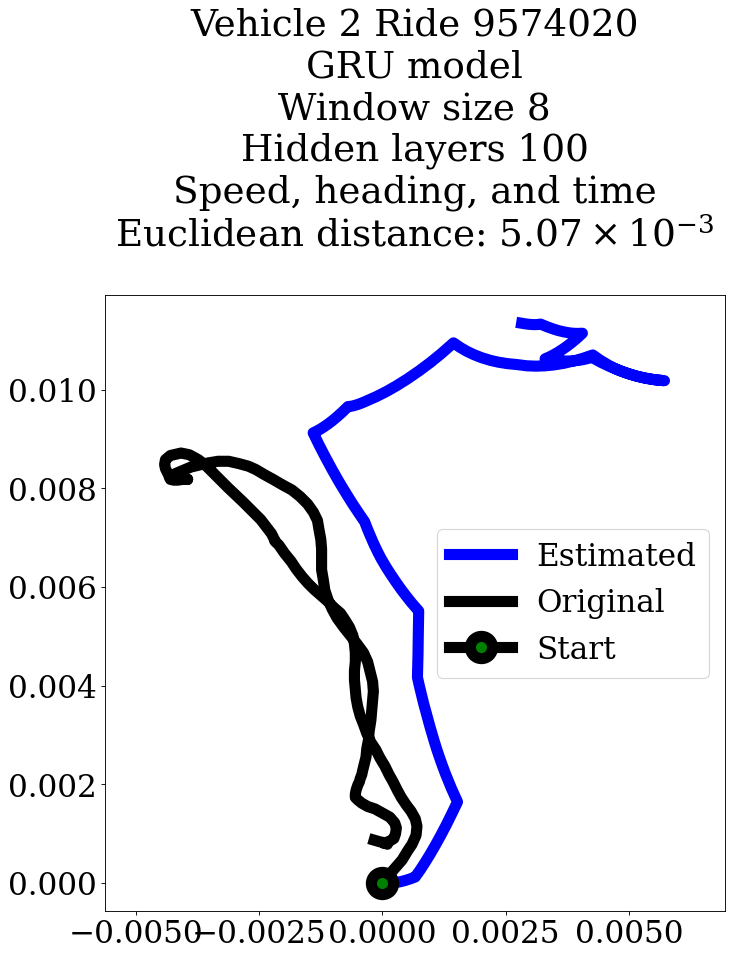 Vehicle 2 Ride 9574020
GRU model
Window size 8
Hidden layers 100
Speed, heading, and time
Euclidean distance: 5.07 × 10⁻³
0.010
0.008
0.006
0.004
0.002
0.000
Estimated
Original
Start
−0.0050 −0.0025 0.0000 0.0025 0.0050